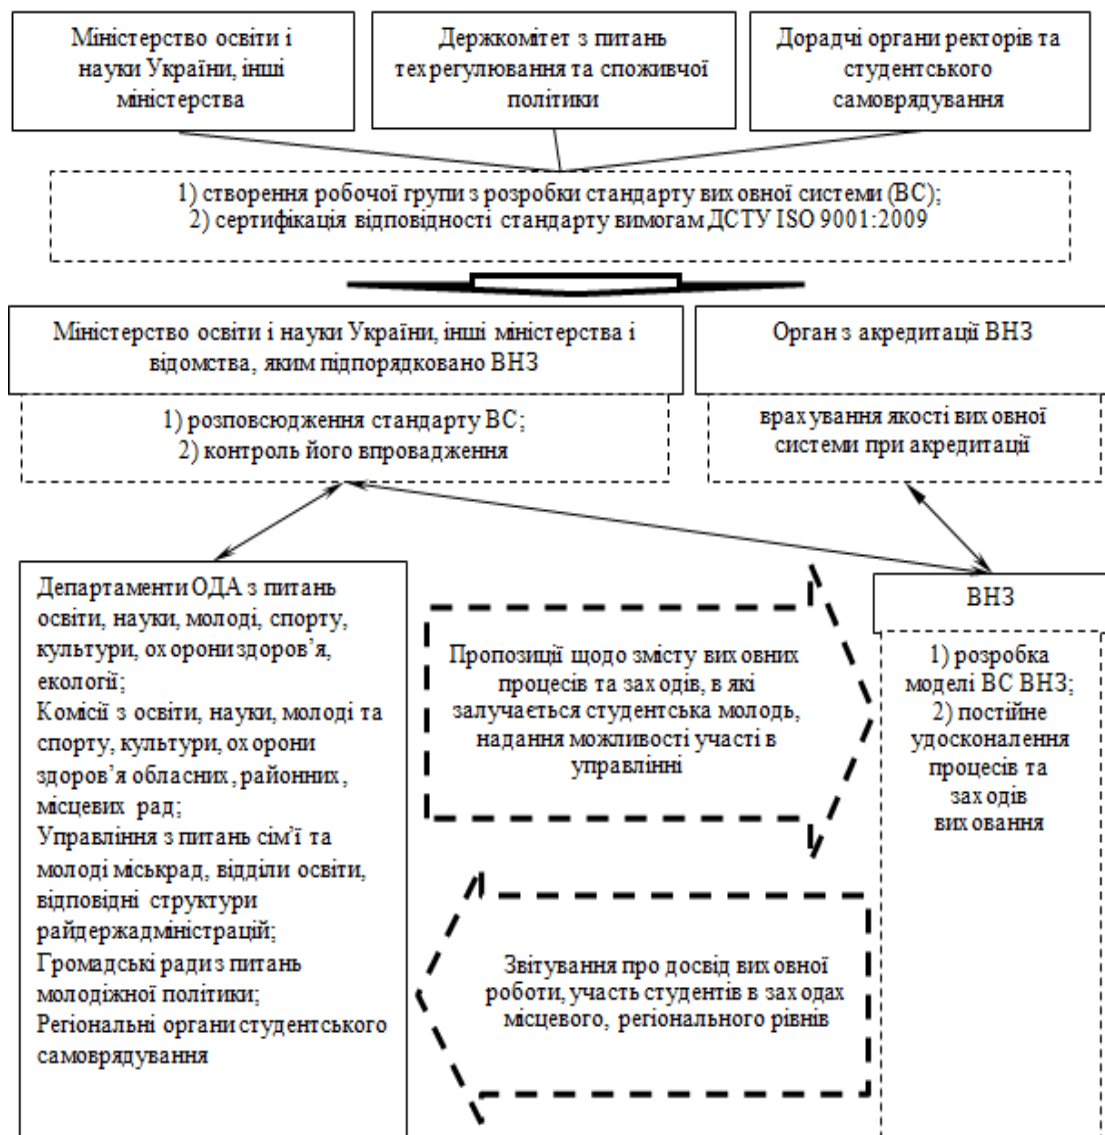 Міністерство освіти і
науки України, інші
міністерства
Держкомітет з питань
техрегулювання та споживчої
політики
Дорадчі органи ректорів та
студентського
самоврядування
1) створення робочої групи з розробки стандарту виховної системи (ВС);
2) сертифікація відповідності стандарту вимогам ДСТУ ISO 9001:2009
Міністерство освіти і науки України, інші міністерства і
відомства, яким підпорядковано ВНЗ
Орган з акредитації ВНЗ
1) розповсюдження стандарту ВС;
2) контроль його впровадження
врахування якості виховної
системи при акредитації
Департаменти ОДА з питань
освіти, науки, молоді, спорту,
культури, охорони здоров’я,
екології;
Комісії з освіти, науки, молоді та
спорту, культури, охорони
здоров’я обласних, районних,
місцевих рад;
Управління з питань сім’ї та
молоді міськрад, відділи освіти,
відповідні структури
райдержадміністрацій;
Громадські ради з питань
молодіжної політики;
Регіональні органи студентського
самоврядування
Пропозиції щодо змісту виховних
процесів та заходів, в які
залучається студентська молодь,
надання можливості участі в
управлінні
Звітування про досвід виховної
роботи, участь студентів в заходах
місцевого, регіонального рівнів
ВНЗ
1) розробка
моделі ВС ВНЗ;
2) постійне
удосконалення
процесів та
заходів
виховання